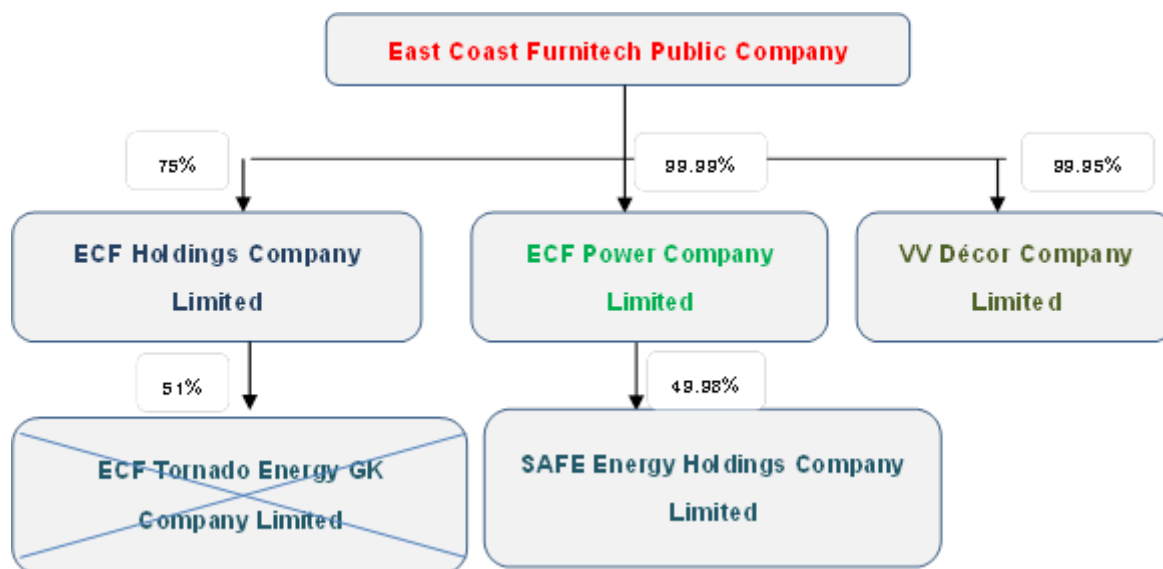 East Coast Furnitech Public Company
75%
99.99%
99.95%
ECF Holdings Company
Limited
ECF Power Company
Limited
VV Décor Company
Limited
51%
49.98%
ECF Tornado Energy GK
Company Limited
SAFE Energy Holdings Company
Limited